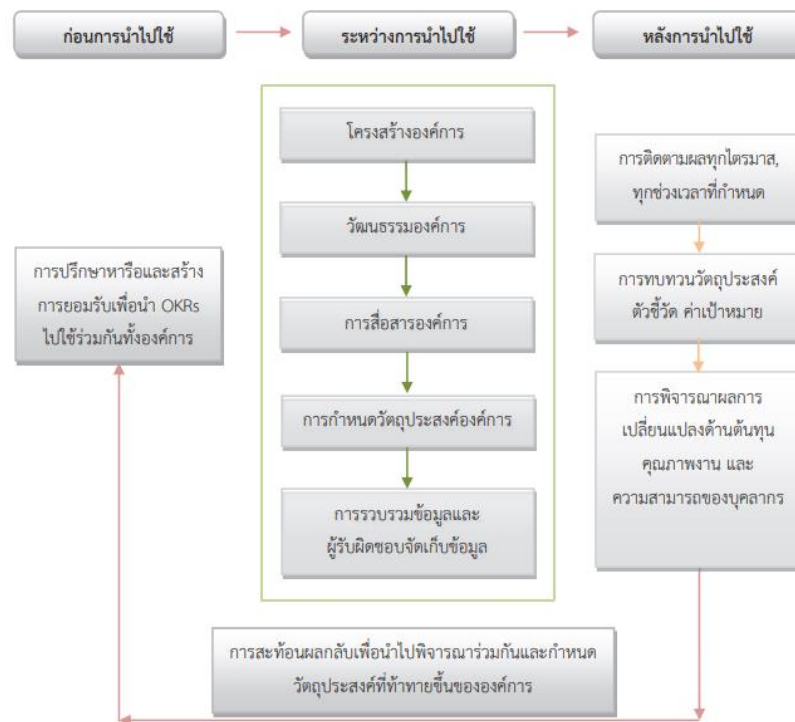 ก่อนการนำไปใช้
ระหว่างการนำไปใช้
หลังการนำไปใช้
การปรึกษาหารือและสร้าง
การยอมรับเพื่อนำ OKRs
ไปใช้ร่วมกันทั้งองค์การ
โครงสร้างองค์การ
วัฒนธรรมองค์การ
การสื่อสารองค์การ
การกำหนดวัตถุประสงค์องค์การ
การรวบรวมข้อมูลและ
ผู้รับผิดชอบจัดเก็บข้อมูล
การติดตามผลทุกไตรมาส,
ทุกช่วงเวลาที่กำหนด
การทบทวนวัตถุประสงค์
ตัวชี้วัด ค่าเป้าหมาย
การพิจารณาผลการ
เปลี่ยนแปลงด้านต้นทุน
คุณภาพงาน และ
ความสามารถของบุคลากร
การสะท้อนผลกลับเพื่อนำไปพิจารณาร่วมกันและกำหนด
วัตถุประสงค์ที่ท้าทายขึ้นขององค์การ